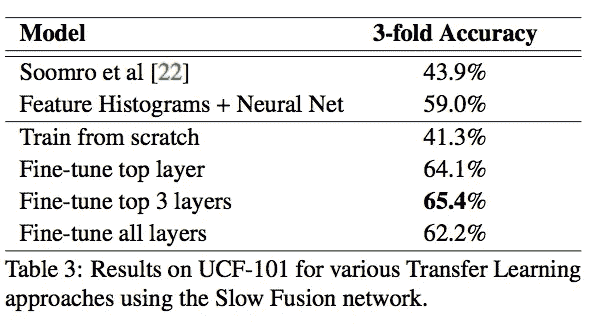 Model 3-fold Accuracy
Soomro et al [22] 43.9%
Feature Histograms + Neural Net 59.0%
Train from scratch 41.3%
Fine-tune top layer 64.1%
Fine-tune top 3 layers 65.4%
Fine-tune all layers 62.2%
Table 3: Results on UCF-101 for various Transfer Learning
approaches using the Slow Fusion network.